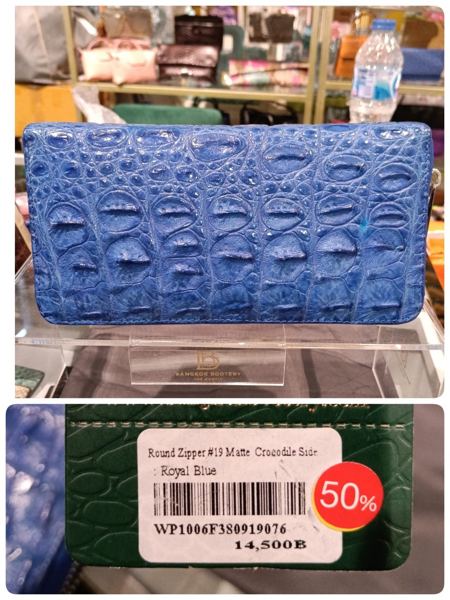 B
BANGKOK BOOTERY
Round Zipper #19 Matte Crocodile Side
: Royal Blue
50%
WP1006F380919076
14,500B